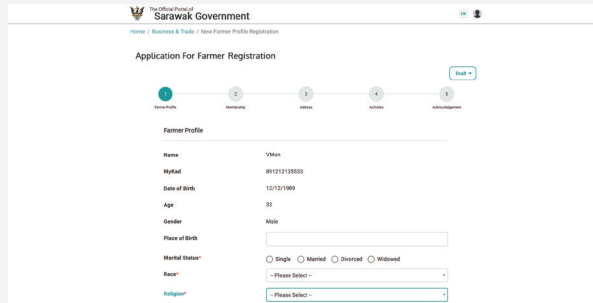 The Official Portal of
Sarawak Government
EN
Home / Business & Trade / New Farmer Profile Registration
Application For Farmer Registration
Draft
1 2 3 4 5
Farmer Profile Membership Address Activities Acknowledgement
Farmer Profile
Name VMon
MyKad 891212135533
Date of Birth 12/12/1989
Age 33
Gender Male
Place of Birth
Marital Status* Single Married Divorced Widowed
Race* -- Please Select --
Religion* -- Please Select --